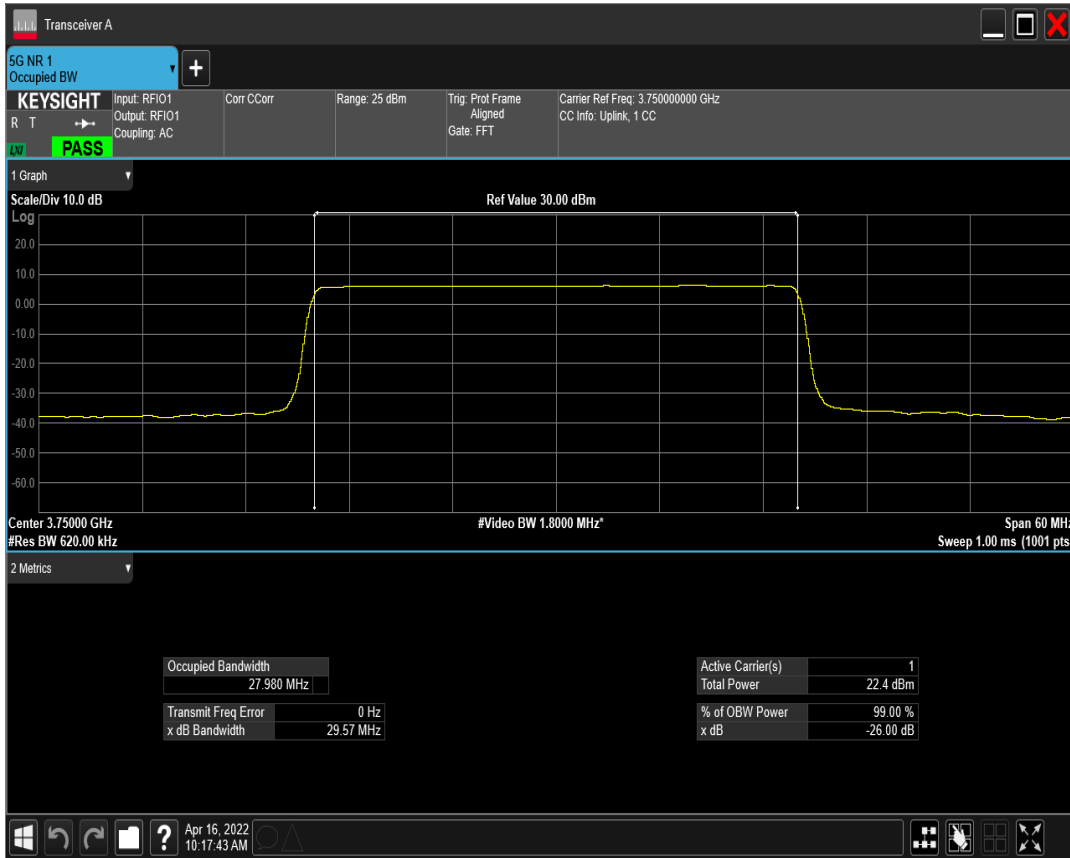 Transceiver A
5G NR 1
Occupied BW
KEYSIGHT
R T
LXI
PASS
Input: RFIO1
Output: RFIO1
Coupling: AC
Corr CCorr
Range: 25 dBm
Trig: Prot Frame
Aligned
Gate: FFT
Carrier Ref Freq: 3.750000000 GHz
CC Info: Uplink, 1 CC
1 Graph
Scale/Div 10.0 dB
Ref Value 30.00 dBm
Log
20.0
10.0
0.00
-10.0
-20.0
-30.0
-40.0
-50.0
-60.0
Center 3.75000 GHz
#Video BW 1.8000 MHz*
Span 60 MHz
#Res BW 620.00 kHz
Sweep 1.00 ms (1001 pts
2 Metrics
Occupied Bandwidth
27.980 MHz
Transmit Freq Error 0 Hz
x dB Bandwidth 29.57 MHz
Active Carrier(s) 1
Total Power 22.4 dBm
% of OBW Power 99.00 %
x dB -26.00 dB
?
Apr 16, 2022
10:17:43 AM